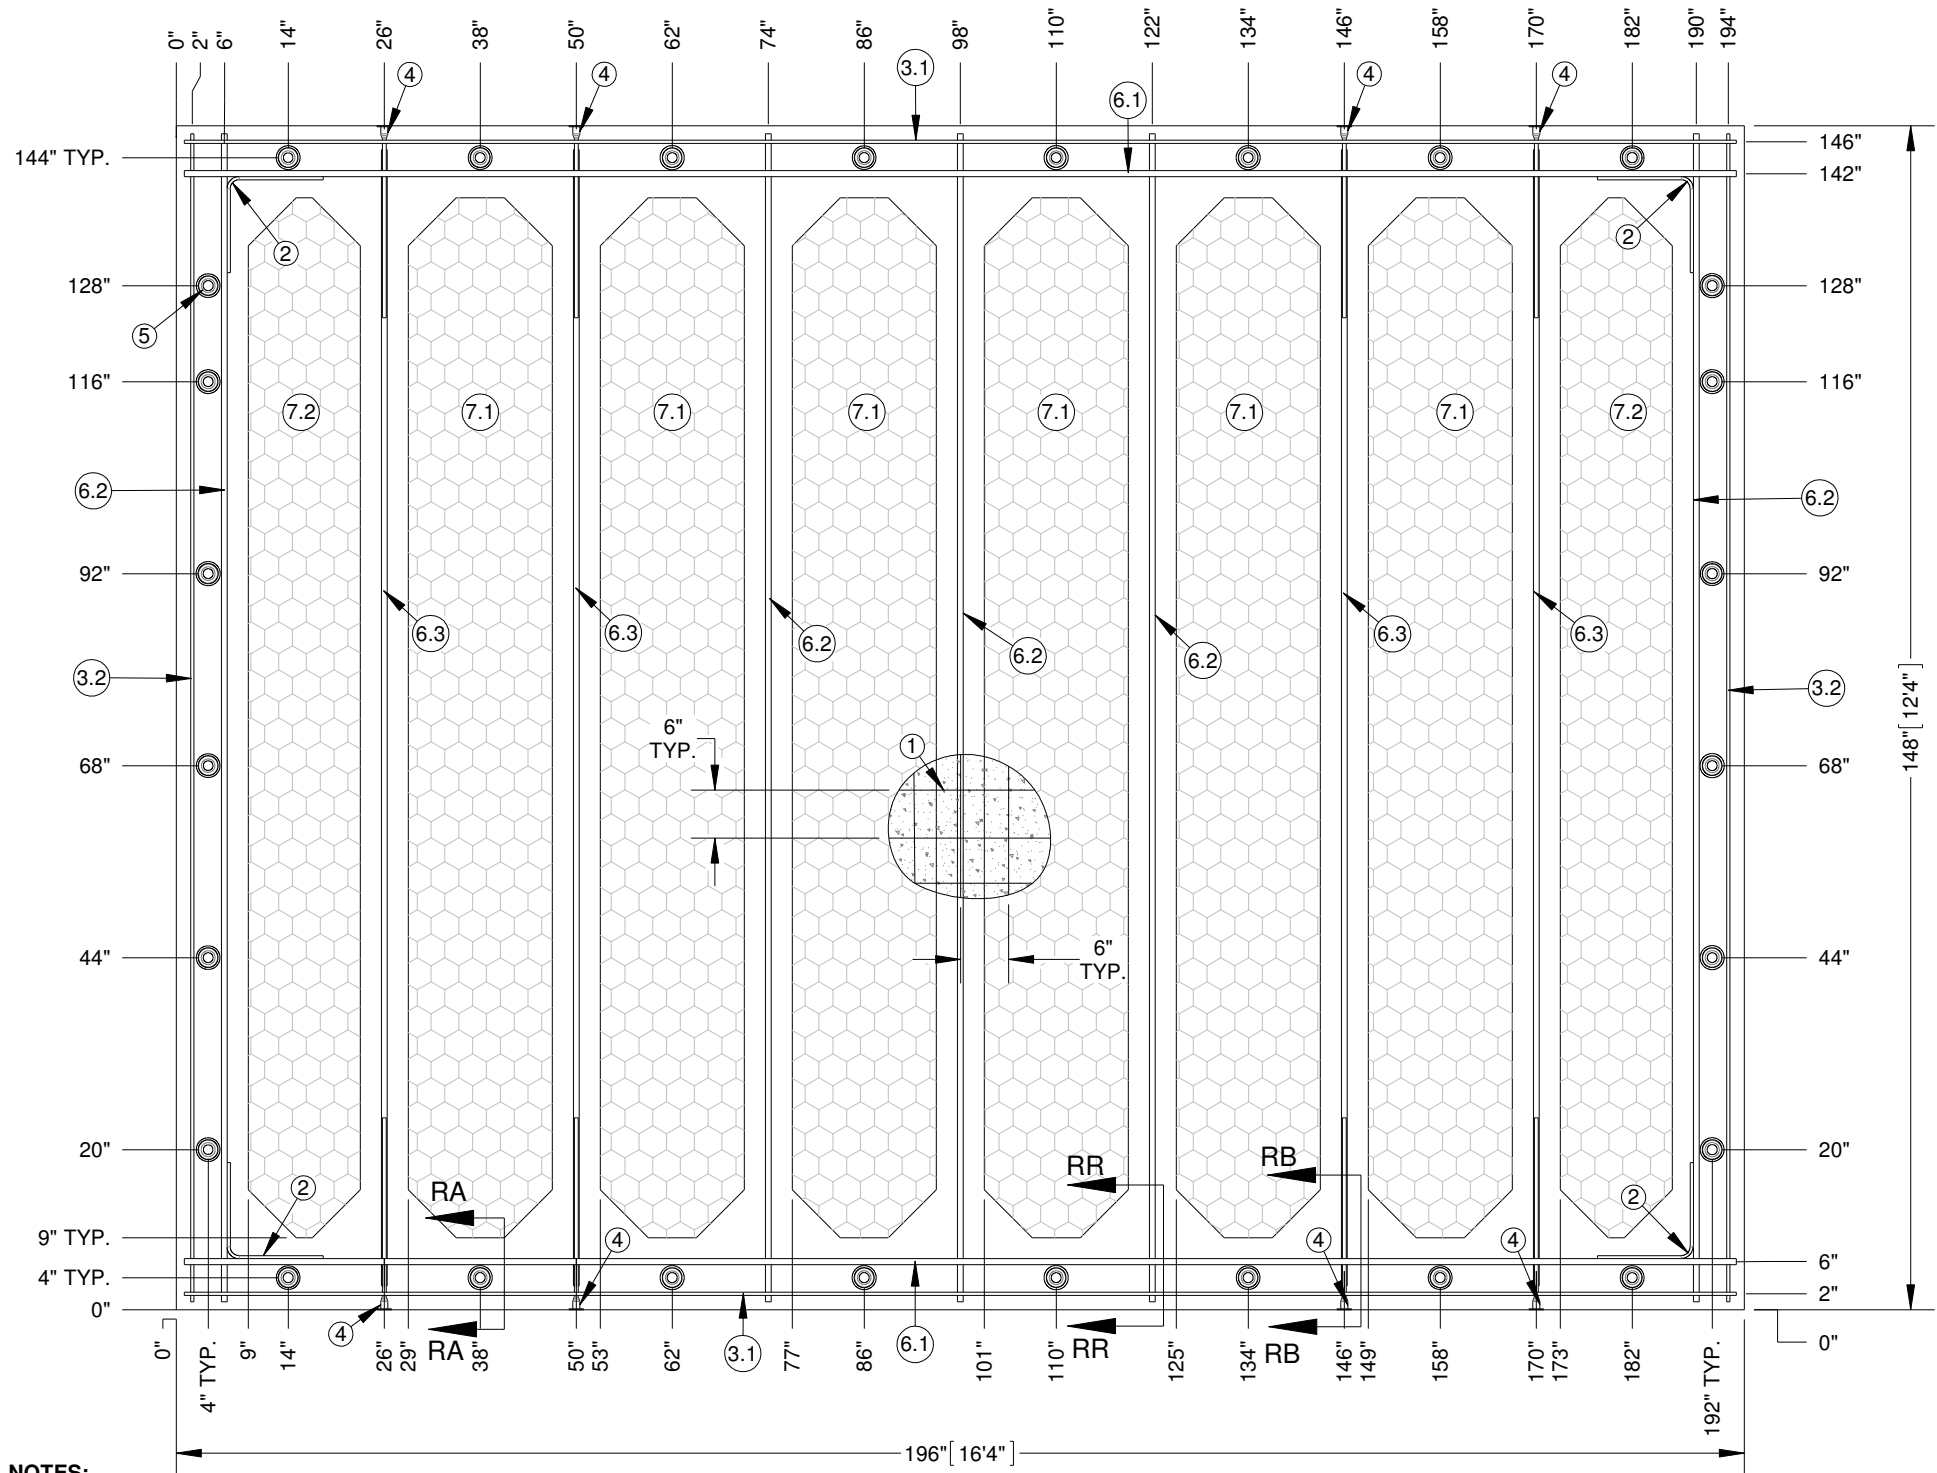 0" 2" 6" 14" 26" 38" 50" 62" 74" 86" 98" 110" 122" 134" 146" 158" 170" 182" 190" 194"
4 4 3.1 6.1 4 4
144" TYP.
146"
142"
2 2
128" 128"
5
116" 116"
7.2 7.1 7.1 7.1 7.1 7.1 7.1 7.2
6.2 6.2
92" 92"
6.3 6.3 6.2 6.2 6.2 6.3 6.3
3.2 3.2
148"[12'4"]
6"
TYP.
1
68" 68"
6"
TYP.
44" 44"
20" 20"
RR RB
2 RA 2
9" TYP.
4 4 4
6"
4" TYP.
2"
0"
4 RA 3.1 6.1 RR RB
0"
0" 4" TYP. 9" 14" 26" 29" 38" 50" 53" 62" 77" 86" 101" 110" 125" 134" 146" 149" 158" 170" 173" 182" 192" TYP.
196"[16'4"]
NOTES: